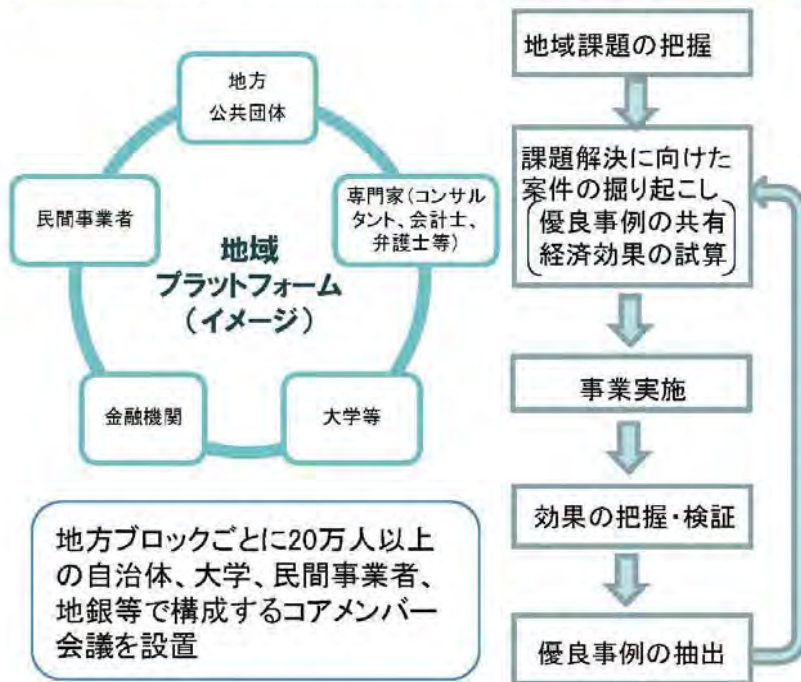 地方
公共団体
民間事業者
専門家(コンサル
タント、会計士、
弁護士等)
地域
プラットフォーム
(イメージ)
金融機関
大学等
地方ブロックごとに20万人以上
の自治体、大学、民間事業者、
地銀等で構成するコアメンバー
会議を設置
地域課題の把握
課題解決に向けた
案件の掘り起こし
優良事例の共有
経済効果の試算
事業実施
効果の把握・検証
優良事例の抽出